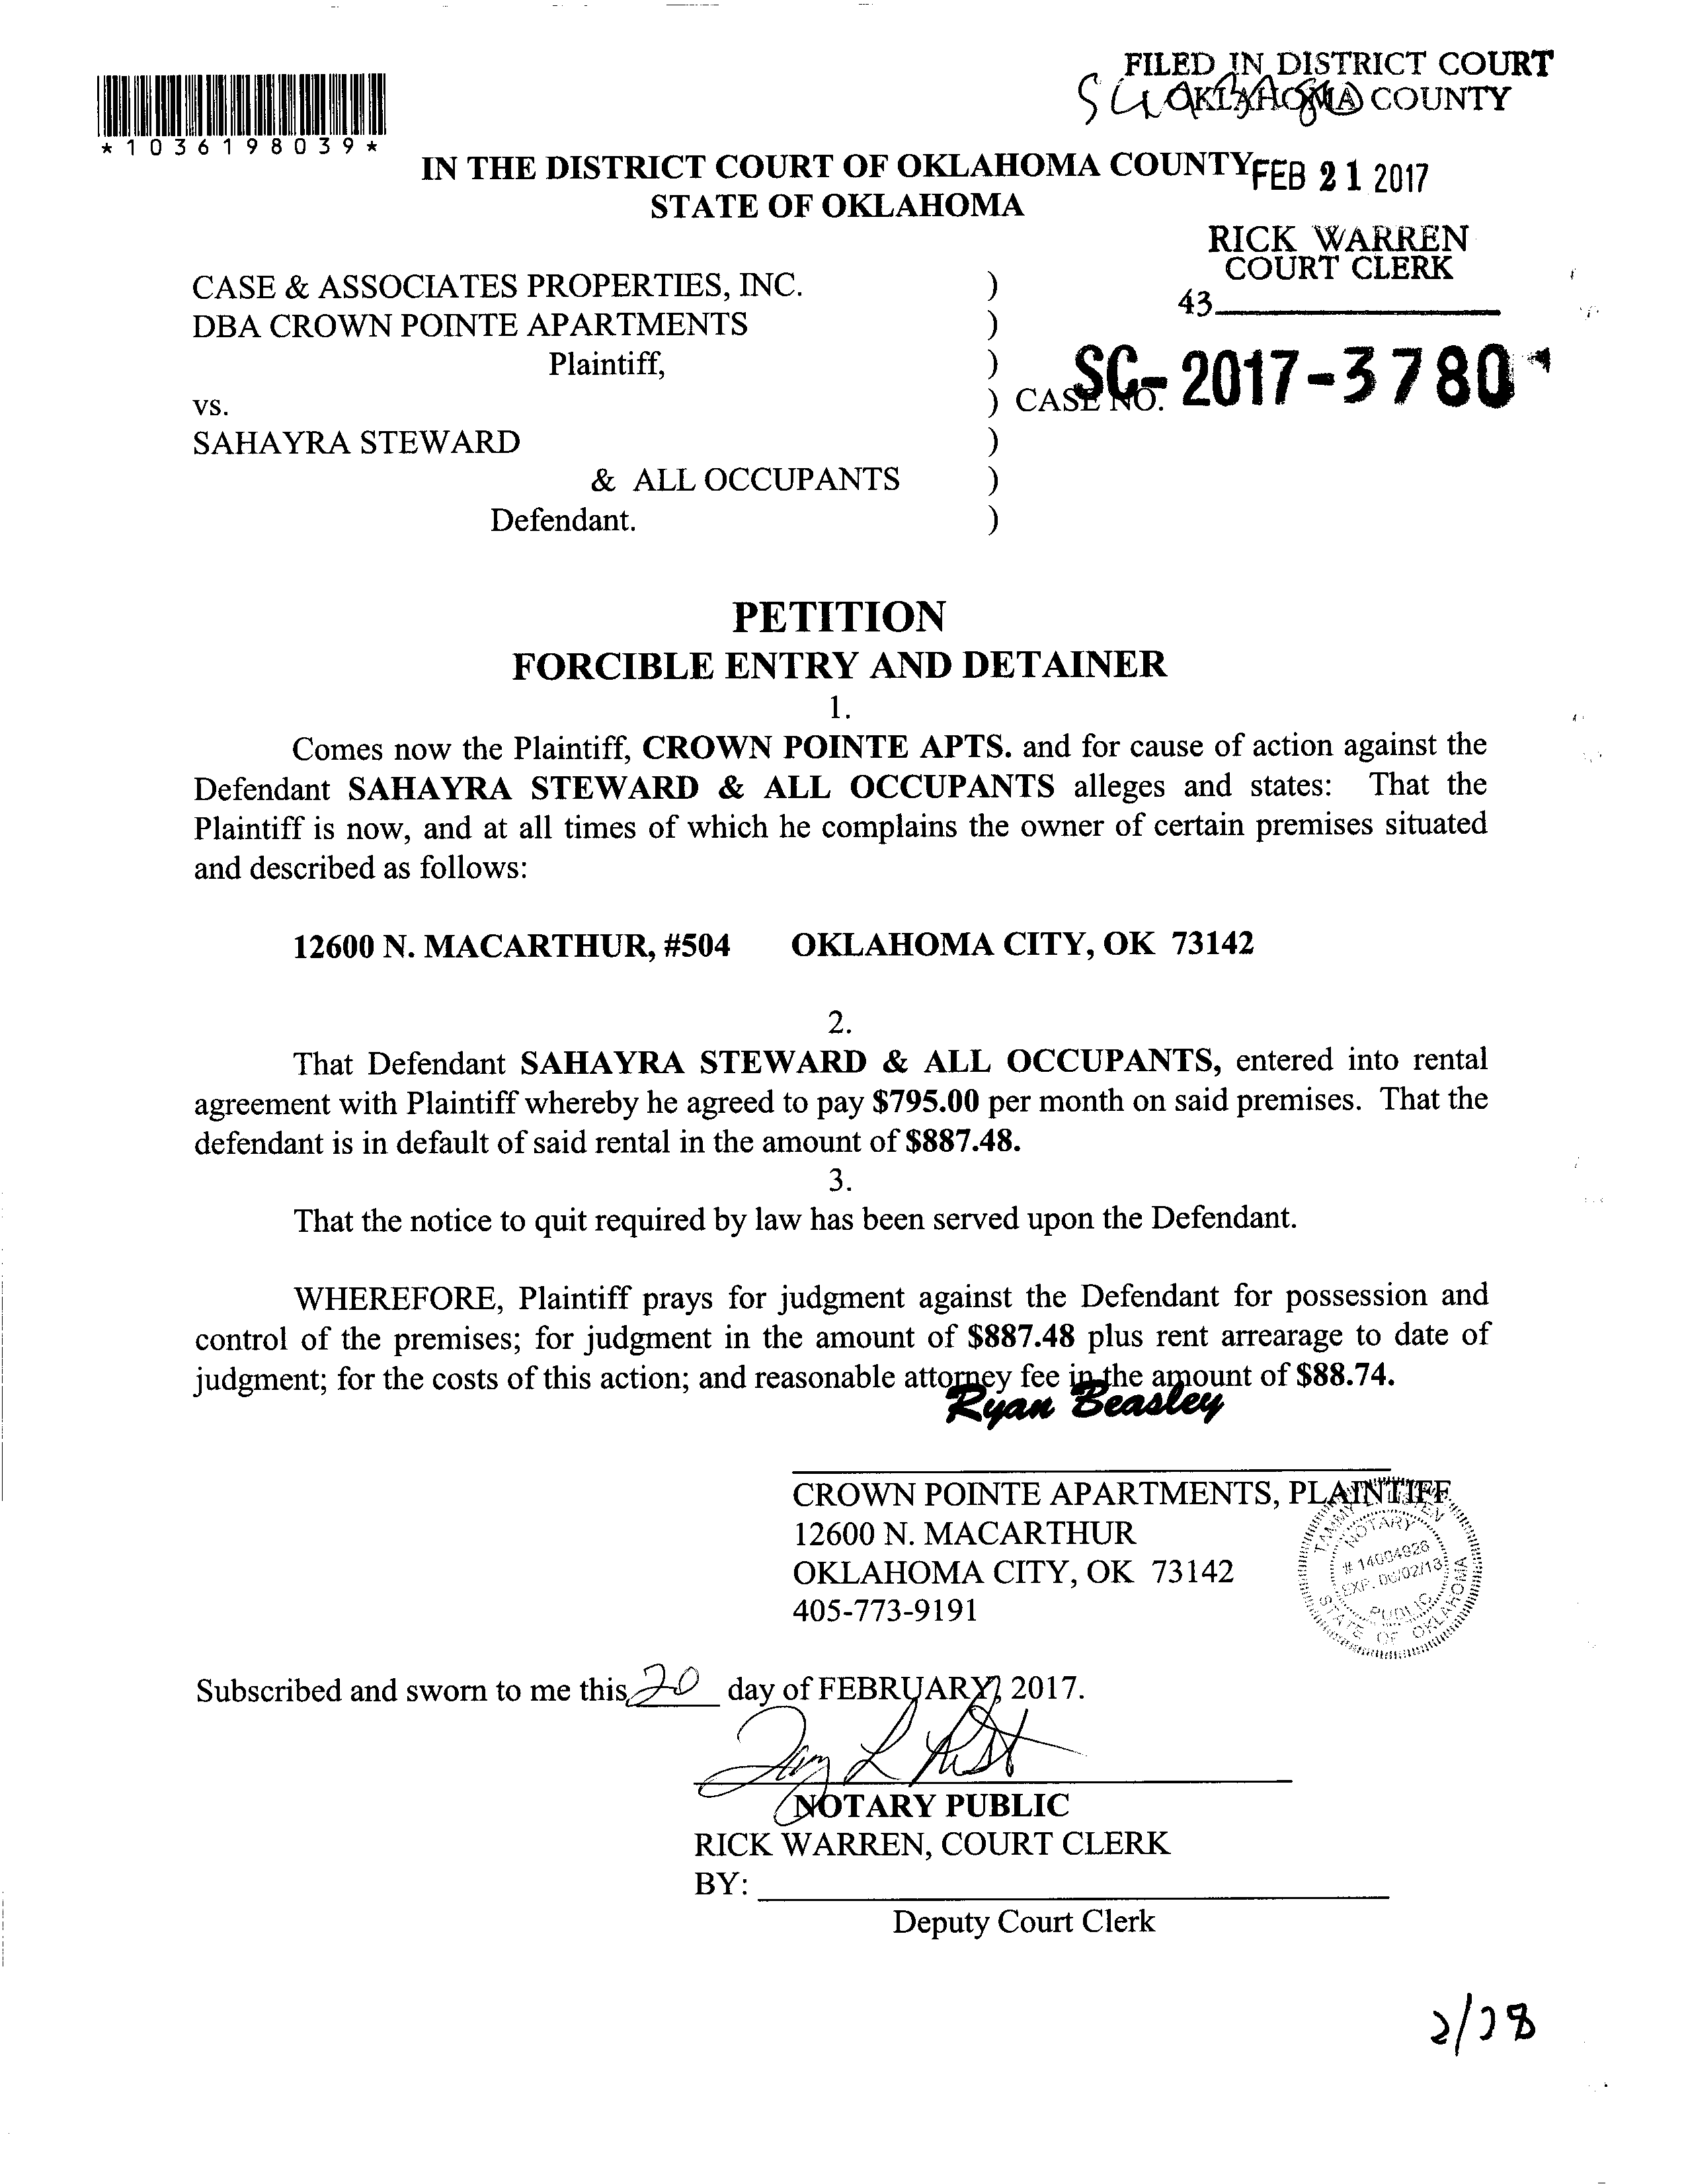 FILED IN DISTRICT COURT
OKLAHOMA COUNTY
*1036198039*
IN THE DISTRICT COURT OF OKLAHOMA COUNTY
FEB 21 2017
STATE OF OKLAHOMA
RICK WARREN
COURT CLERK
43
CASE & ASSOCIATES PROPERTIES, INC. )
DBA CROWN POINTE APARTMENTS )
Plaintiff, )
SC-2017-3780
vs. ) CASE NO.
SAHAYRA STEWARD )
& ALL OCCUPANTS )
Defendant. )
PETITION
FORCIBLE ENTRY AND DETAINER
1.
Comes now the Plaintiff, CROWN POINTE APTS. and for cause of action against the
Defendant SAHAYRA STEWARD & ALL OCCUPANTS alleges and states: That the
Plaintiff is now, and at all times of which he complains the owner of certain premises situated
and described as follows:
12600 N. MACARTHUR, #504 OKLAHOMA CITY, OK 73142
2.
That Defendant SAHAYRA STEWARD & ALL OCCUPANTS, entered into rental
agreement with Plaintiff whereby he agreed to pay $795.00 per month on said premises. That the
defendant is in default of said rental in the amount of $887.48.
3.
That the notice to quit required by law has been served upon the Defendant.
WHEREFORE, Plaintiff prays for judgment against the Defendant for possession and
control of the premises; for judgment in the amount of $887.48 plus rent arrearage to date of
judgment; for the costs of this action; and reasonable attorney fee in the amount of $88.74.
Ryan Beasley
CROWN POINTE APARTMENTS, PLAINTIFF
12600 N. MACARTHUR
OKLAHOMA CITY, OK 73142
405-773-9191
TAMMY
NOTARY
# 14004926
EXP.
PUBLIC
STATE OF OKLAHOMA
Subscribed and sworn to me this 20 day of FEBRUARY, 2017.
NOTARY PUBLIC
RICK WARREN, COURT CLERK
BY:
Deputy Court Clerk
2/28